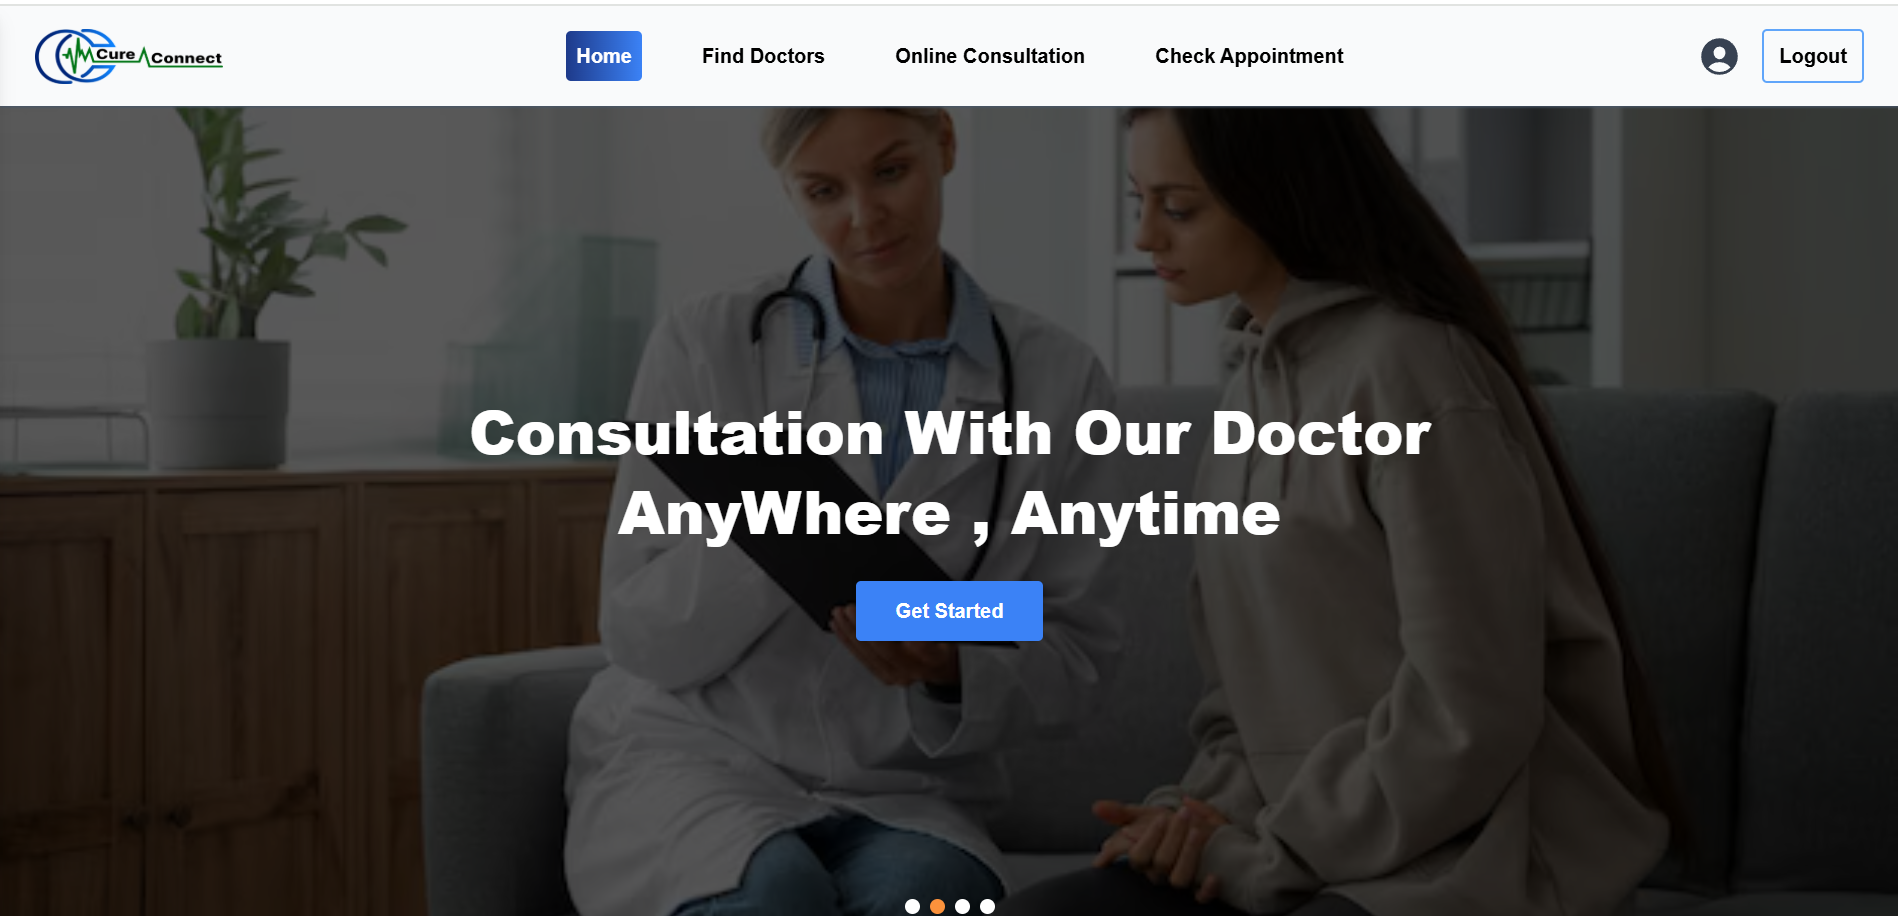 Cure Connect
Home
Find Doctors
Online Consultation
Check Appointment
Logout
Consultation With Our Doctor
AnyWhere , Anytime
Get Started